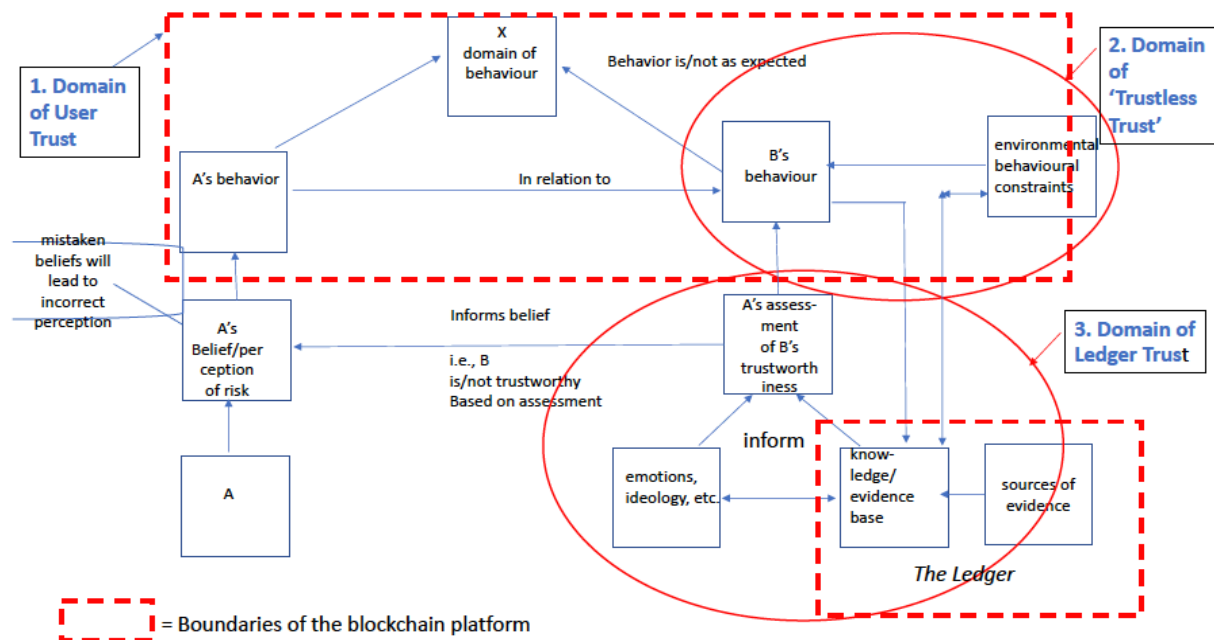 X
domain of
behaviour
Behavior is/not as expected
1. Domain
of User
Trust
2. Domain
of
‘Trustless
Trust’
A's behavior
In relation to
B's
behaviour
environmental
behavioural
constraints
mistaken
beliefs will
lead to
incorrect
perception
A's
Belief/per
ception
of risk
Informs belief
i.e., B
is/not trustworthy
Based on assessment
A's assess-
ment
of B's
trustworth
iness
3. Domain of
Ledger Trust
A
inform
emotions,
ideology, etc.
know-
ledge/
evidence
base
sources of
evidence
The Ledger
= Boundaries of the blockchain platform